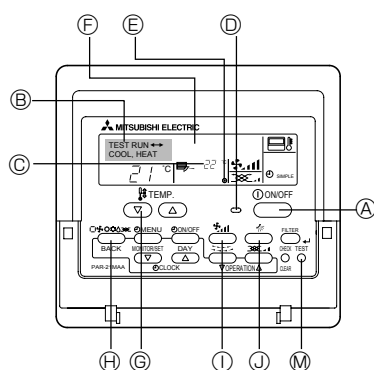 D
E
F
B
MITSUBISHI ELECTRIC
TEST RUN ↔
COOL, HEAT
C
21 °C
22 °C
SIMPLE
TEMP.
ON/OFF
A
MENU
ON/OFF
FILTER
BACK
MONITOR/SET
DAY
CHECK TEST
PAR-21MAA
CLOCK
OPERATION
CLEAR
H
G
I
J
M